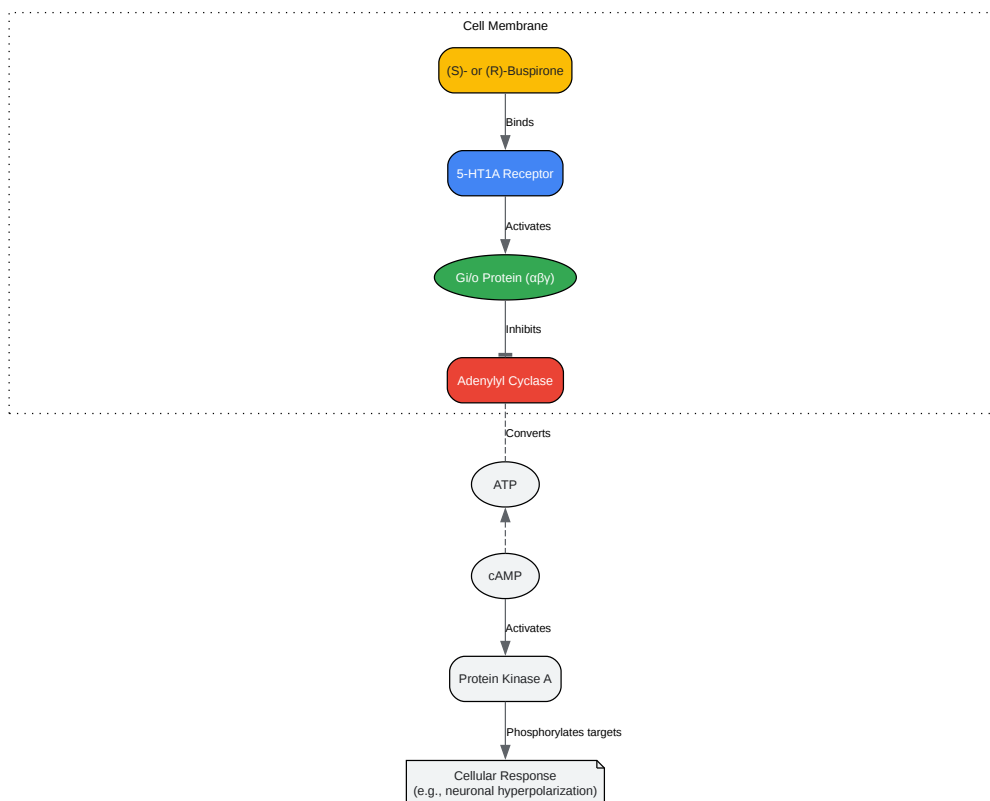 Cell Membrane
(S)- or (R)-Buspirone
Binds
5-HT1A Receptor
Activates
Gi/o Protein (αβγ)
Inhibits
Adenylyl Cyclase
Converts
ATP
cAMP
Activates
Protein Kinase A
Phosphorylates targets
Cellular Response
(e.g., neuronal hyperpolarization)